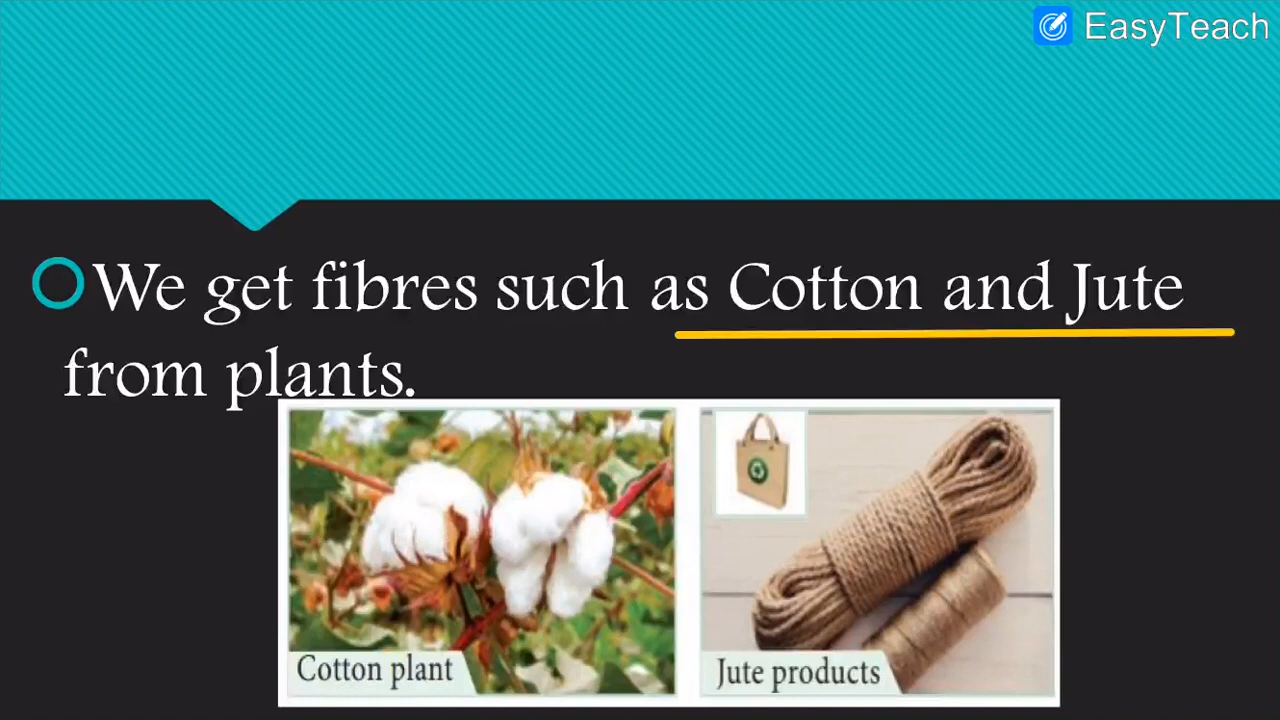 EasyTeach
We get fibres such as Cotton and Jute
from plants.
Cotton plant
Jute products